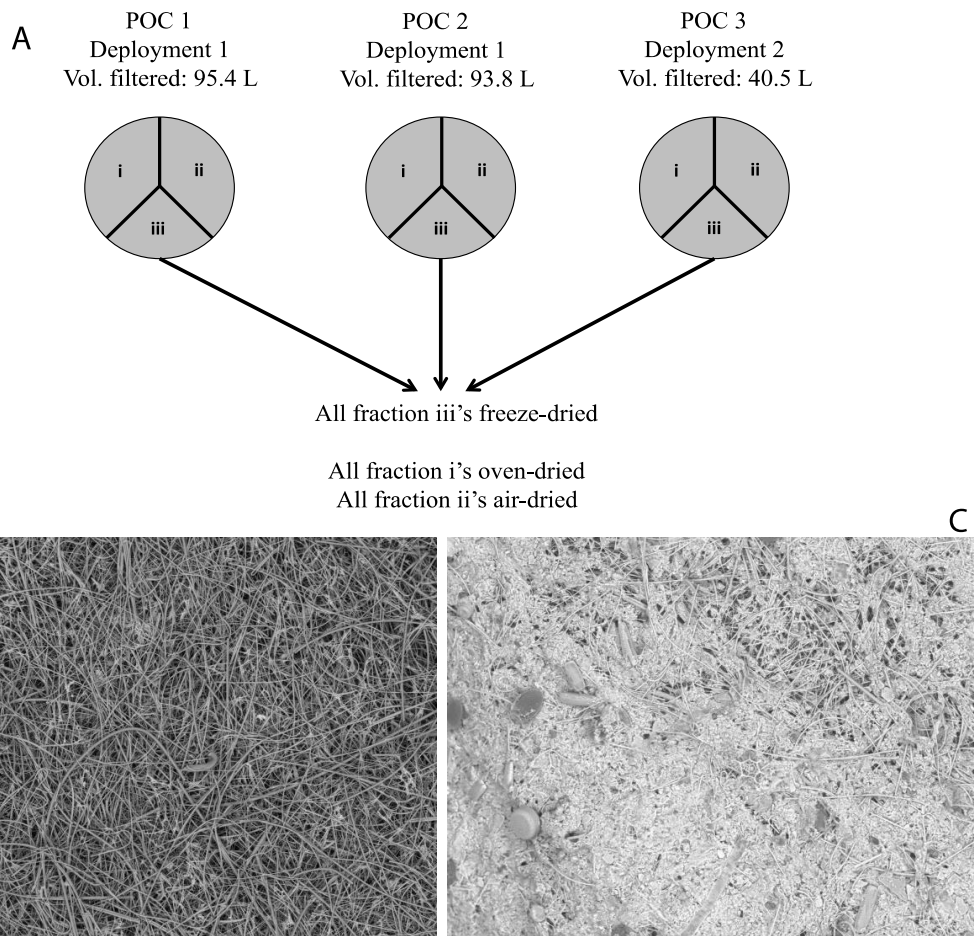 A
POC 1
Deployment 1
Vol. filtered: 95.4 L
POC 2
Deployment 1
Vol. filtered: 93.8 L
POC 3
Deployment 2
Vol. filtered: 40.5 L
i
ii
iii
i
ii
iii
i
ii
iii
All fraction iii's freeze-dried
All fraction i's oven-dried
All fraction ii's air-dried
C